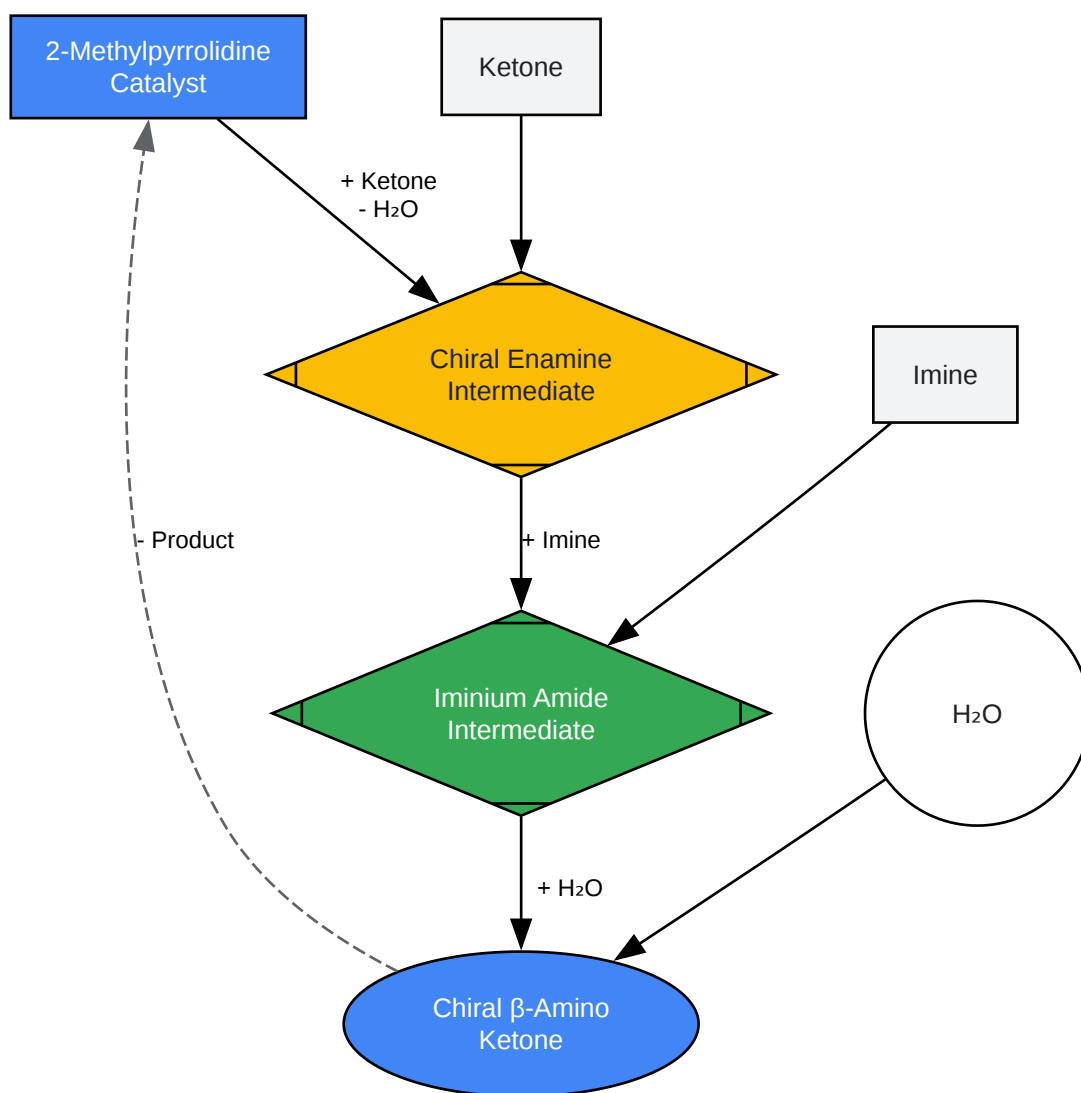 2-Methylpyrrolidine
Catalyst
Ketone
+ Ketone
- H₂O
Chiral Enamine
Intermediate
Imine
- Product
+ Imine
Iminium Amide
Intermediate
H₂O
+ H₂O
Chiral β-Amino
Ketone